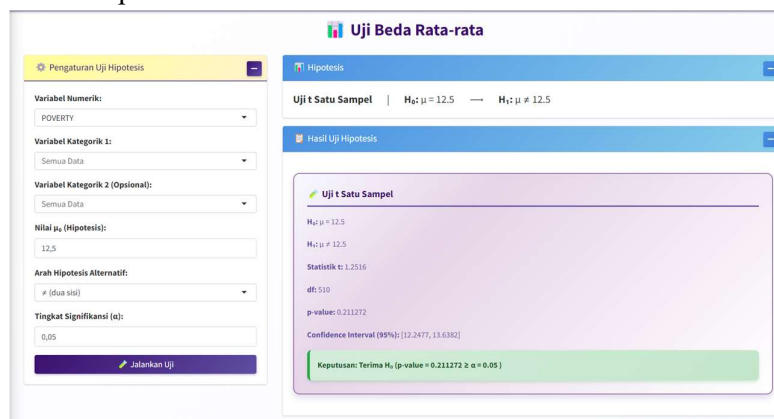 Uji Beda Rata-rata
Pengaturan Uji Hipotesis
Variabel Numerik:
POVERTY
Variabel Kategorik 1:
Semua Data
Variabel Kategorik 2 (Opsional):
Semua Data
Nilai μ₀ (Hipotesis):
12,5
Arah Hipotesis Alternatif:
≠ (dua sisi)
Tingkat Signifikansi (α):
0,05
Jalankan Uji
Hipotesis
Uji t Satu Sampel | H₀: μ = 12.5 → H₁: μ ≠ 12.5
Hasil Uji Hipotesis
Uji t Satu Sampel
H₀: μ = 12.5
H₁: μ ≠ 12.5
Statistik t: 1.2516
df: 510
p-value: 0.211272
Confidence Interval (95%): [12.2477, 13.6382]
Keputusan: Terima H₀ (p-value = 0.211272 ≥ α = 0.05 )